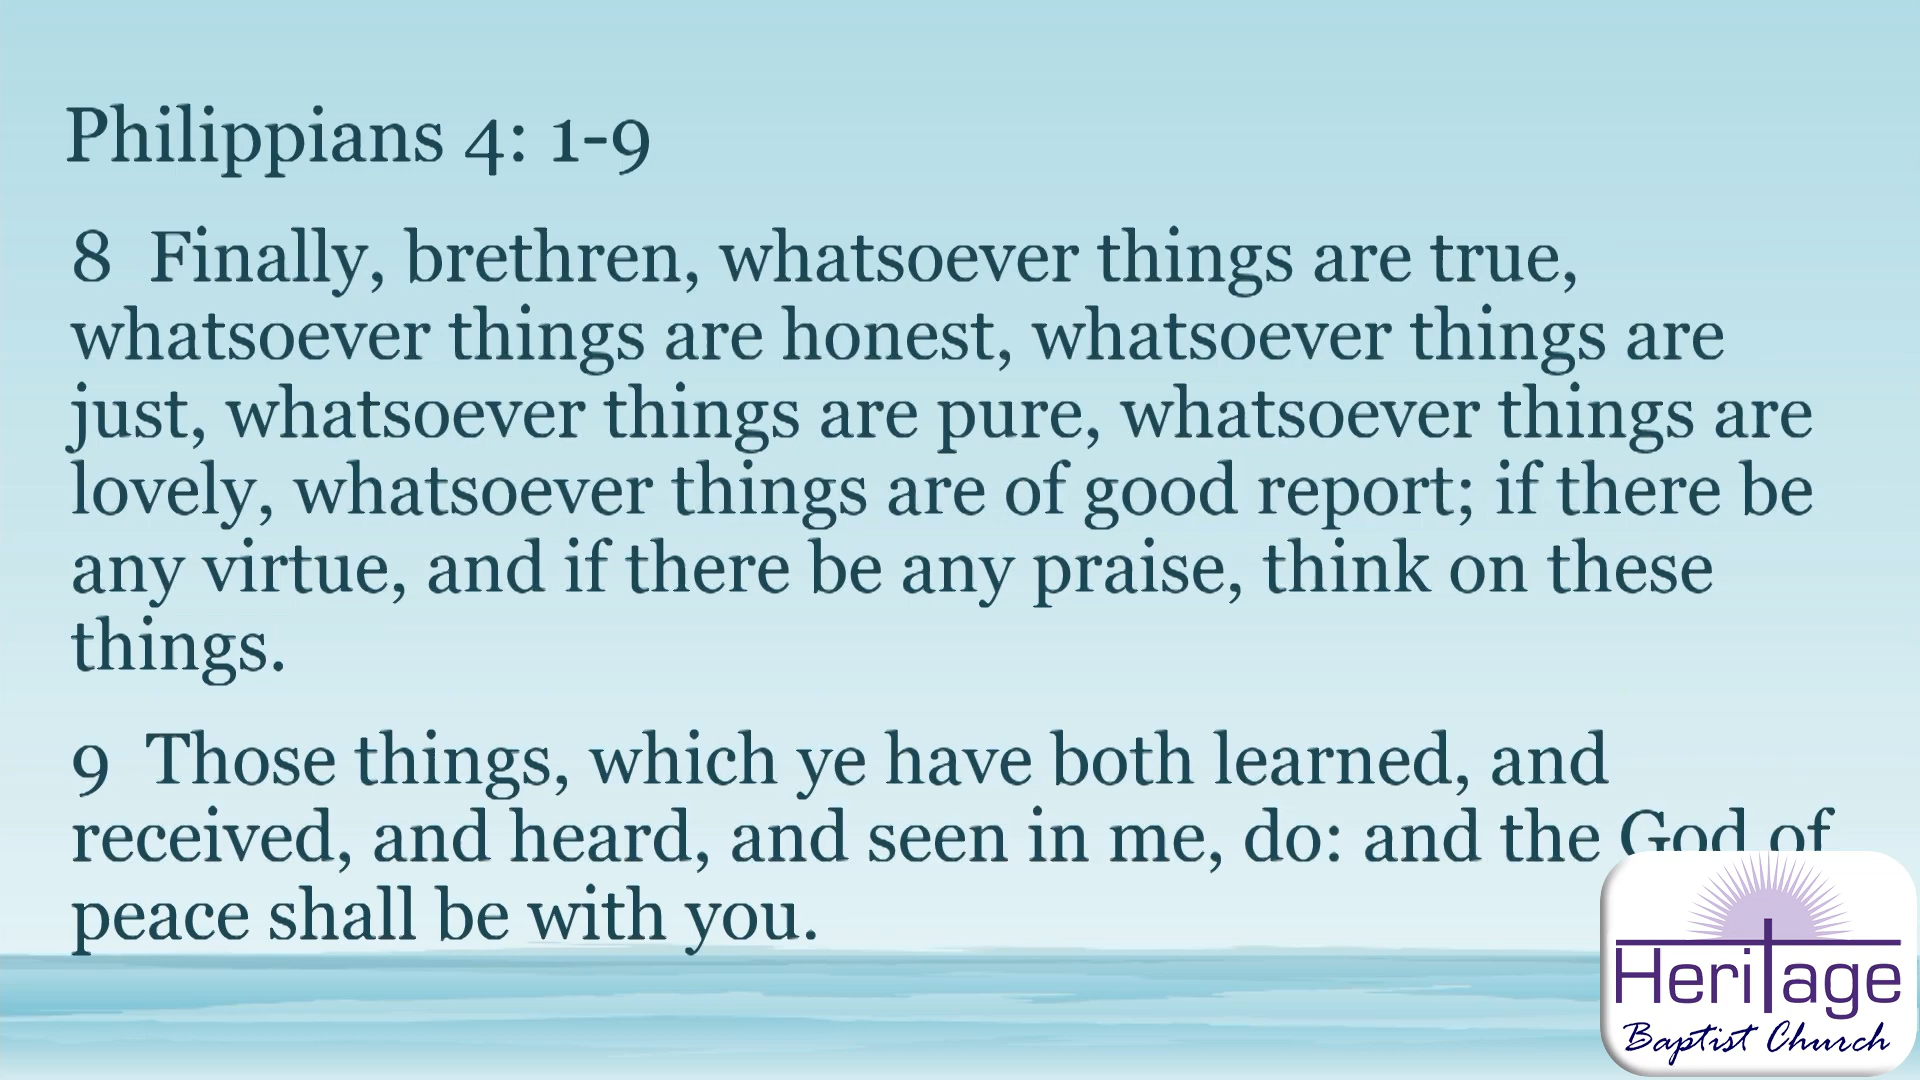 Philippians 4: 1-9
8 Finally, brethren, whatsoever things are true,
whatsoever things are honest, whatsoever things are
just, whatsoever things are pure, whatsoever things are
lovely, whatsoever things are of good report; if there be
any virtue, and if there be any praise, think on these
things.
9 Those things, which ye have both learned, and
received, and heard, and seen in me, do: and the God of
peace shall be with you.
Heritage
Baptist Church